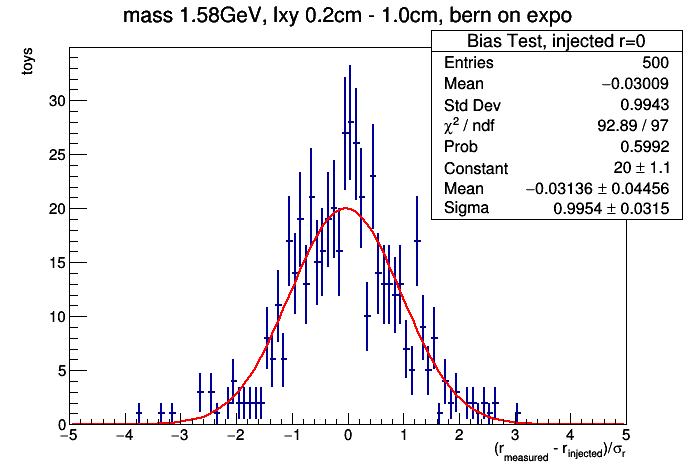 mass 1.58GeV, lxy 0.2cm - 1.0cm, bern on expo
Bias Test, injected r=0
Entries 500
Mean −0.03009
Std Dev 0.9943
χ² / ndf 92.89 / 97
Prob 0.5992
Constant 20 ± 1.1
Mean −0.03136 ± 0.04456
Sigma 0.9954 ± 0.0315
toys
30
25
20
15
10
5
0
−5 −4 −3 −2 −1 0 1 2 3 4 5
(r_measured - r_injected)/σ_r